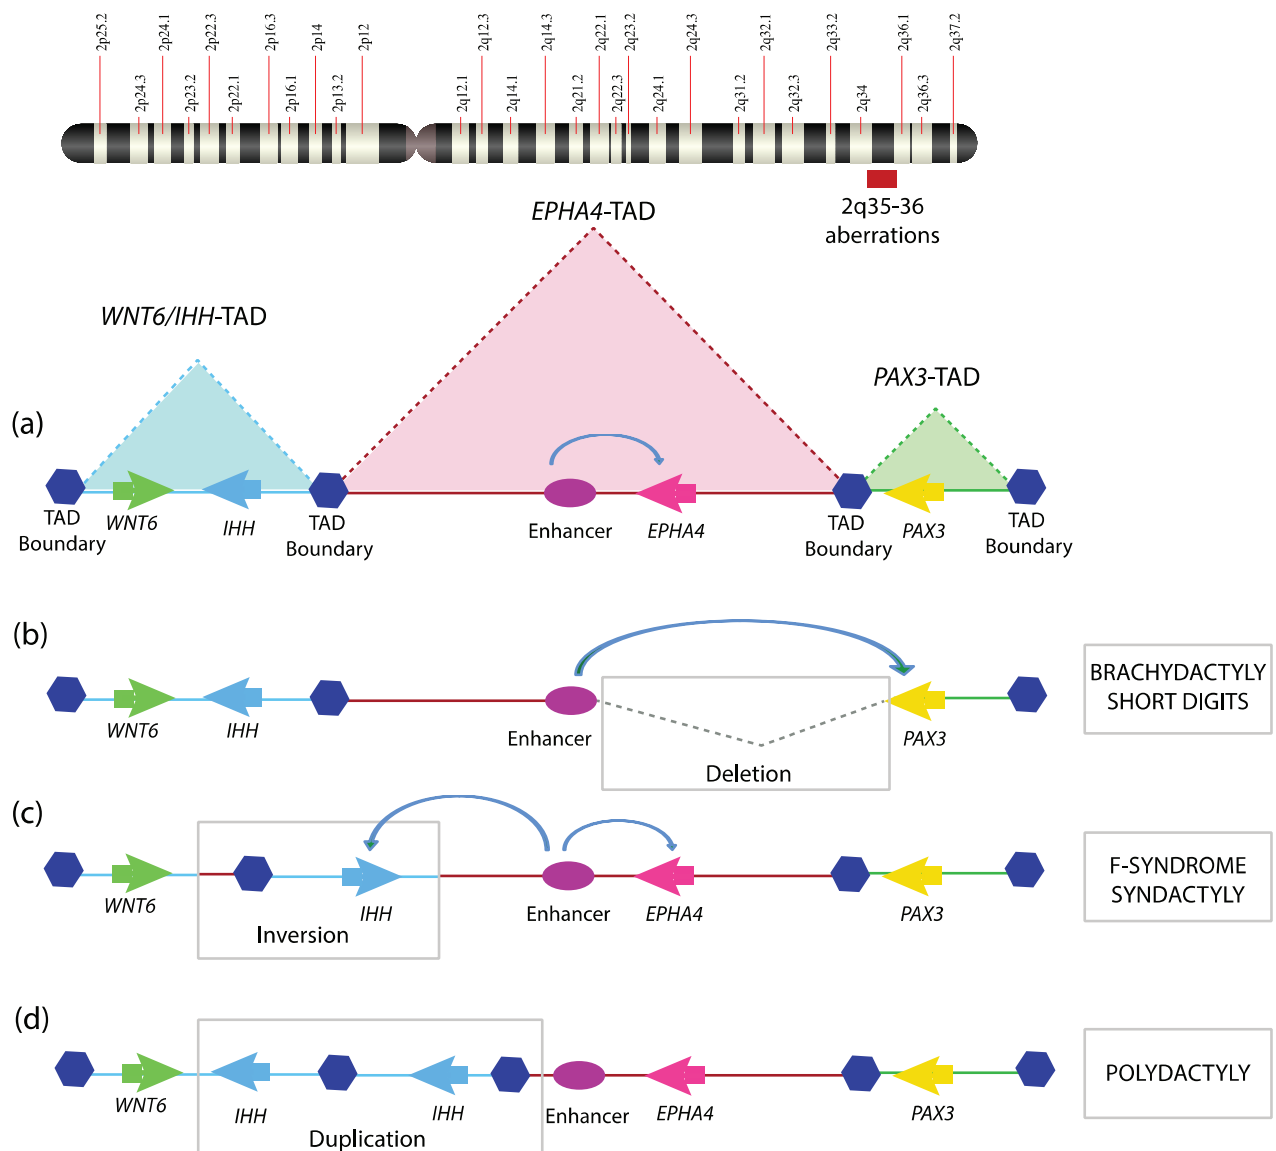 2p25.2
2p24.1
2p22.3
2p16.3
2p14
2p12
2q12.3
2q14.3
2q22.1
2q23.2
2q24.3
2q32.1
2q33.2
2q36.1
2q37.2
2p24.3
2p23.2
2p22.1
2p16.1
2p13.2
2q12.1
2q14.1
2q21.2
2q22.3
2q24.1
2q31.2
2q32.3
2q34
2q36.3
2q35-36
aberrations
EPHA4-TAD
WNT6/IHH-TAD
PAX3-TAD
(a)
TAD
Boundary
WNT6
IHH
TAD
Boundary
Enhancer
EPHA4
TAD
Boundary
PAX3
TAD
Boundary
(b)
WNT6
IHH
Enhancer
Deletion
PAX3
BRACHYDACTYLY
SHORT DIGITS
(c)
WNT6
IHH
Inversion
Enhancer
EPHA4
PAX3
F-SYNDROME
SYNDACTYLY
(d)
WNT6
IHH
IHH
Duplication
Enhancer
EPHA4
PAX3
POLYDACTYLY